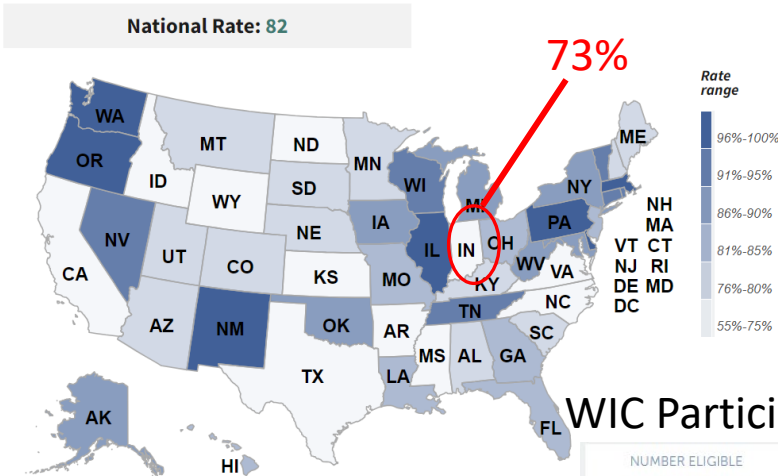 National Rate: 82
73%
Rate
range
96%-100%
91%-95%
86%-90%
81%-85%
76%-80%
55%-75%
WA
OR
ID
MT
ND
MN
WI
MI
NY
ME
WY
SD
NE
IA
IL
IN
OH
PA
NV
UT
CO
KS
MO
KY
WV
VA
CA
AZ
NM
OK
AR
TN
NC
TX
LA
MS
AL
GA
SC
FL
AK
HI
NH
MA
VT CT
NJ RI
DE MD
DC
WIC Partici
NUMBER ELIGIBLE